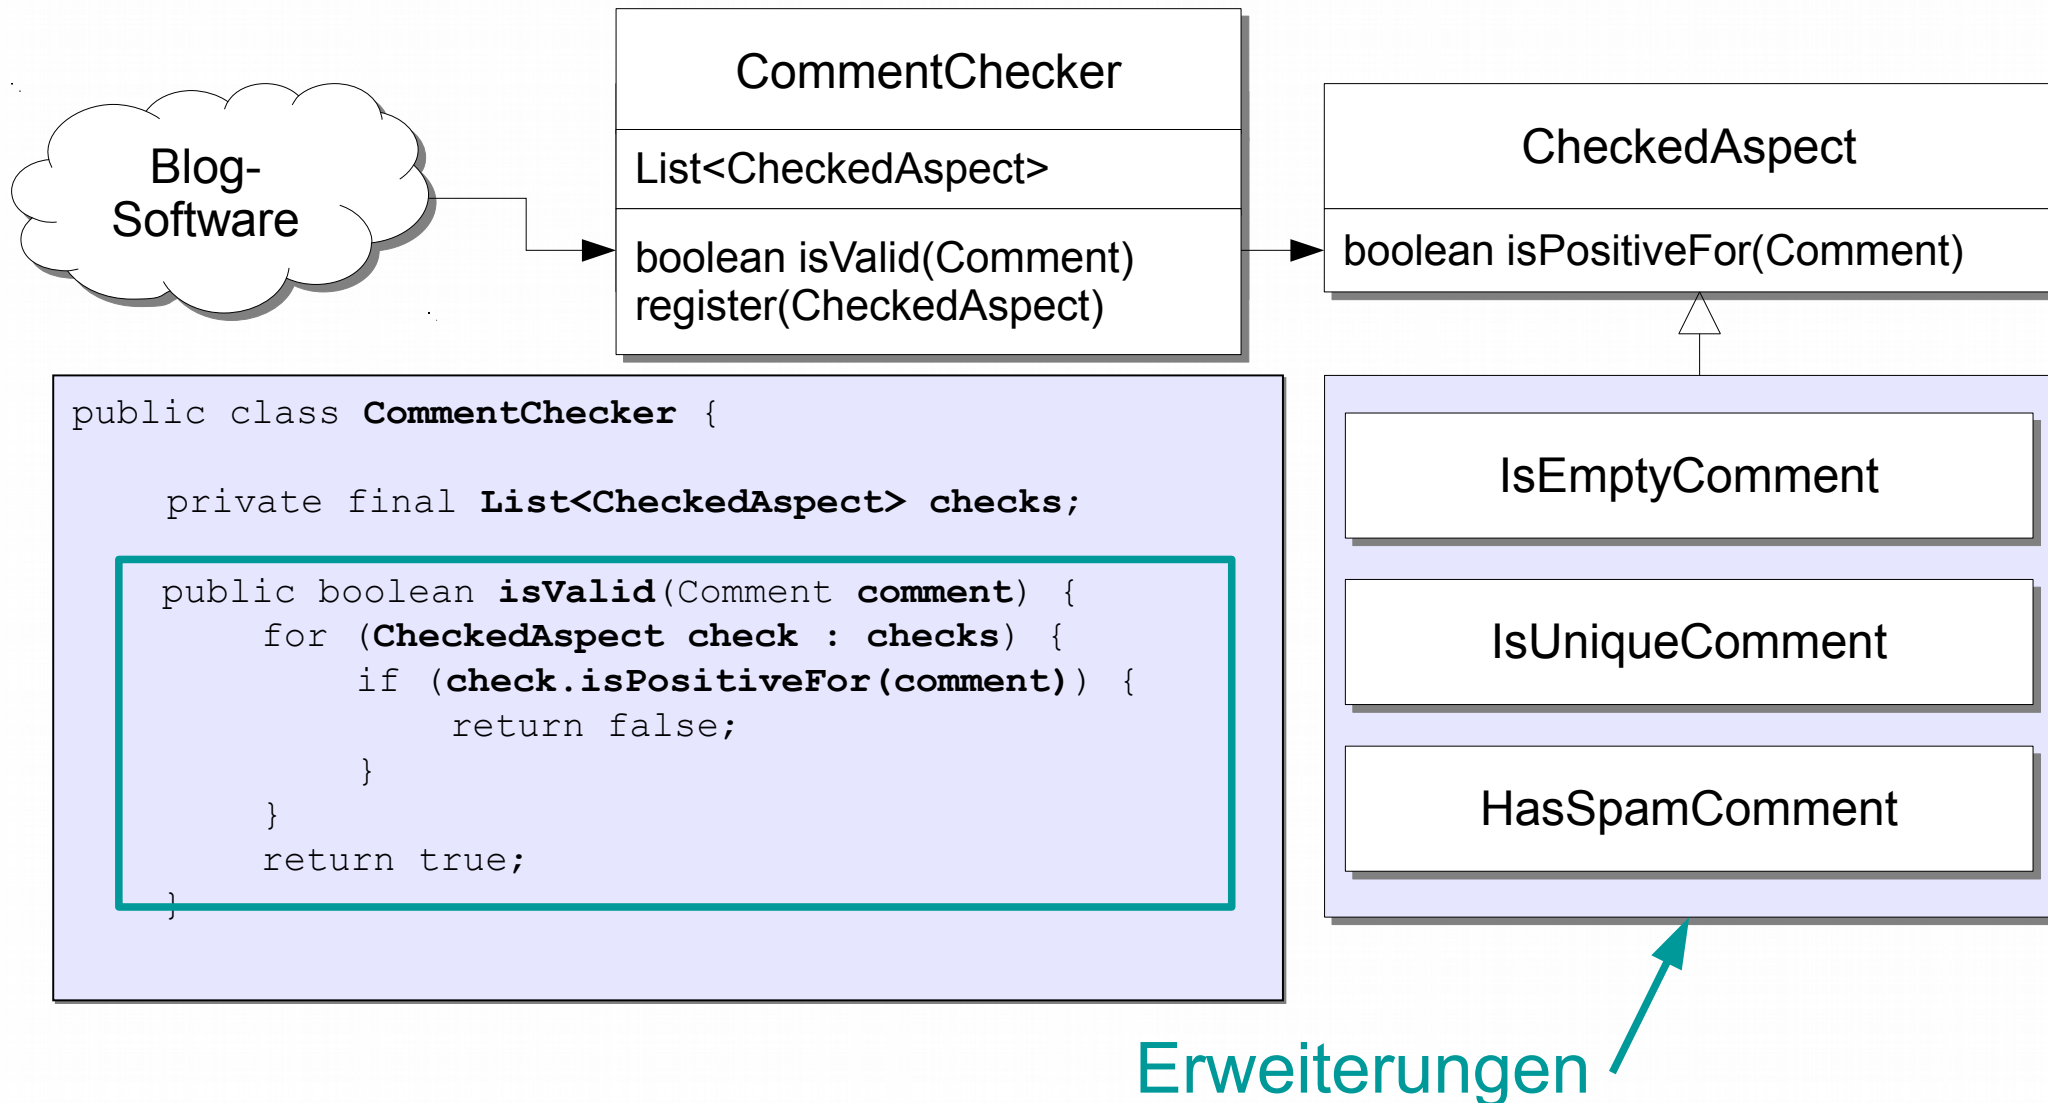 Blog-
Software
CommentChecker
List<CheckedAspect>
boolean isValid(Comment)
register(CheckedAspect)
CheckedAspect
boolean isPositiveFor(Comment)
public class CommentChecker {
private final List<CheckedAspect> checks;
public boolean isValid(Comment comment) {
for (CheckedAspect check : checks) {
if (check.isPositiveFor(comment)) {
return false;
}
}
return true;
}
IsEmptyComment
IsUniqueComment
HasSpamComment
Erweiterungen